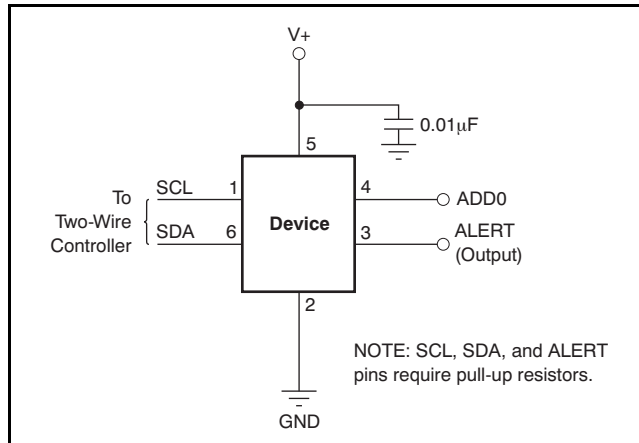 V+
0.01μF
5
To
Two-Wire
Controller
SCL
1
SDA
6
Device
4
ADD0
3
ALERT
(Output)
2
GND
NOTE: SCL, SDA, and ALERT
pins require pull-up resistors.